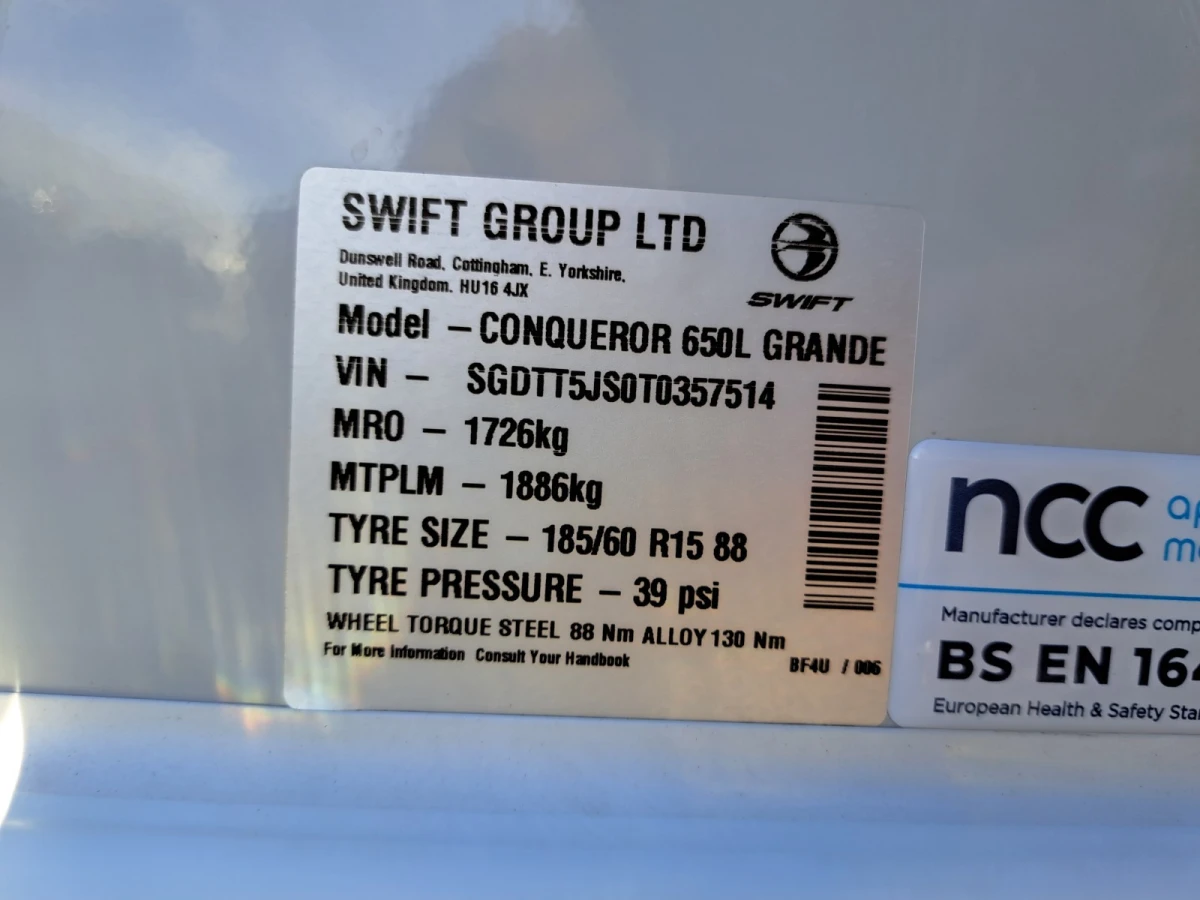 SWIFT GROUP LTD
SWIFT
Dunswell Road, Cottingham, E. Yorkshire,
United Kingdom. HU16 4JX
Model – CONQUEROR 650L GRANDE
VIN – SGDTT5JS0T0357514
MRO – 1726kg
MTPLM – 1886kg
TYRE SIZE – 185/60 R15 88
TYRE PRESSURE – 39 psi
WHEEL TORQUE STEEL 88 Nm ALLOY 130 Nm
For More Information Consult Your Handbook
BF4U / 006
ncc
Manufacturer declares
BS EN
European Health & Safety